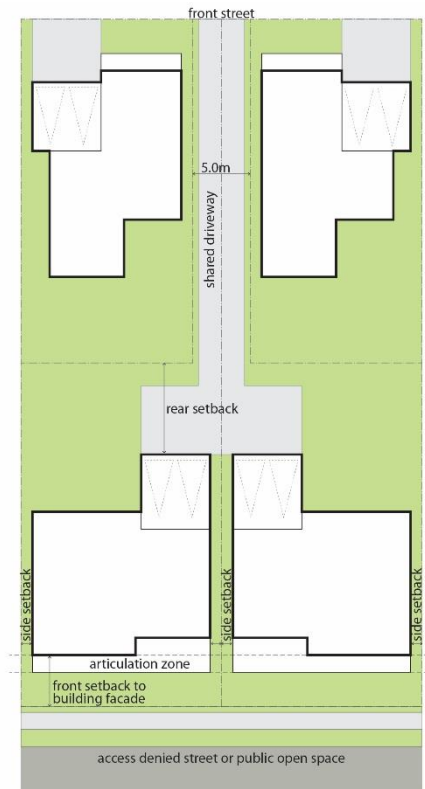 front street
5.0m
shared driveway
rear setback
side setback
side setback
side setback
articulation zone
front setback to
building facade
access denied street or public open space